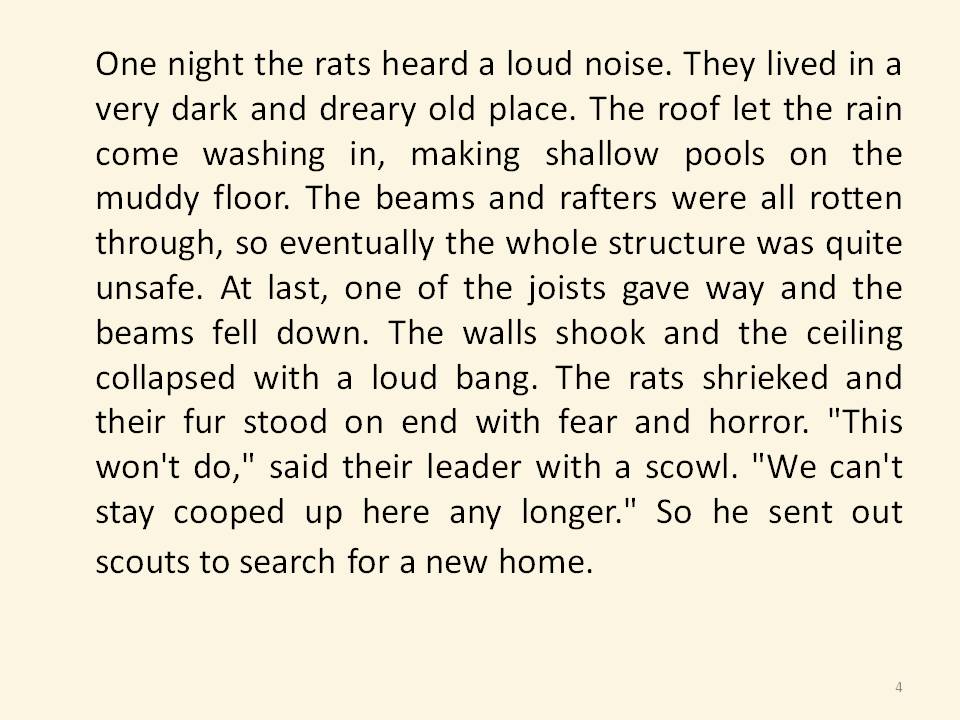 One night the rats heard a loud noise. They lived in a
very dark and dreary old place. The roof let the rain
come washing in, making shallow pools on the
muddy floor. The beams and rafters were all rotten
through, so eventually the whole structure was quite
unsafe. At last, one of the joists gave way and the
beams fell down. The walls shook and the ceiling
collapsed with a loud bang. The rats shrieked and
their fur stood on end with fear and horror. "This
won't do," said their leader with a scowl. "We can't
stay cooped up here any longer." So he sent out
scouts to search for a new home.
4